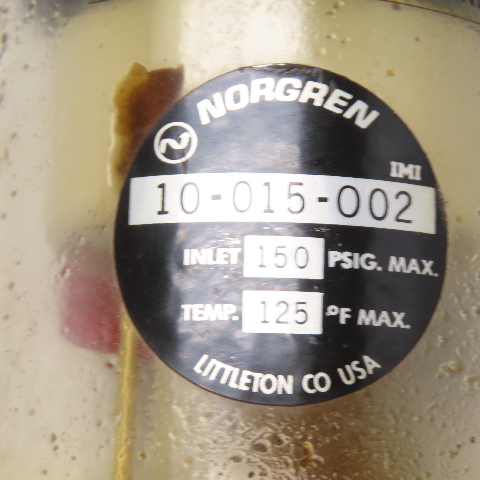 NORGREN
IMI
10-015-002
INLET 150 PSIG. MAX.
TEMP. 125 °F MAX.
LITTLETON CO USA